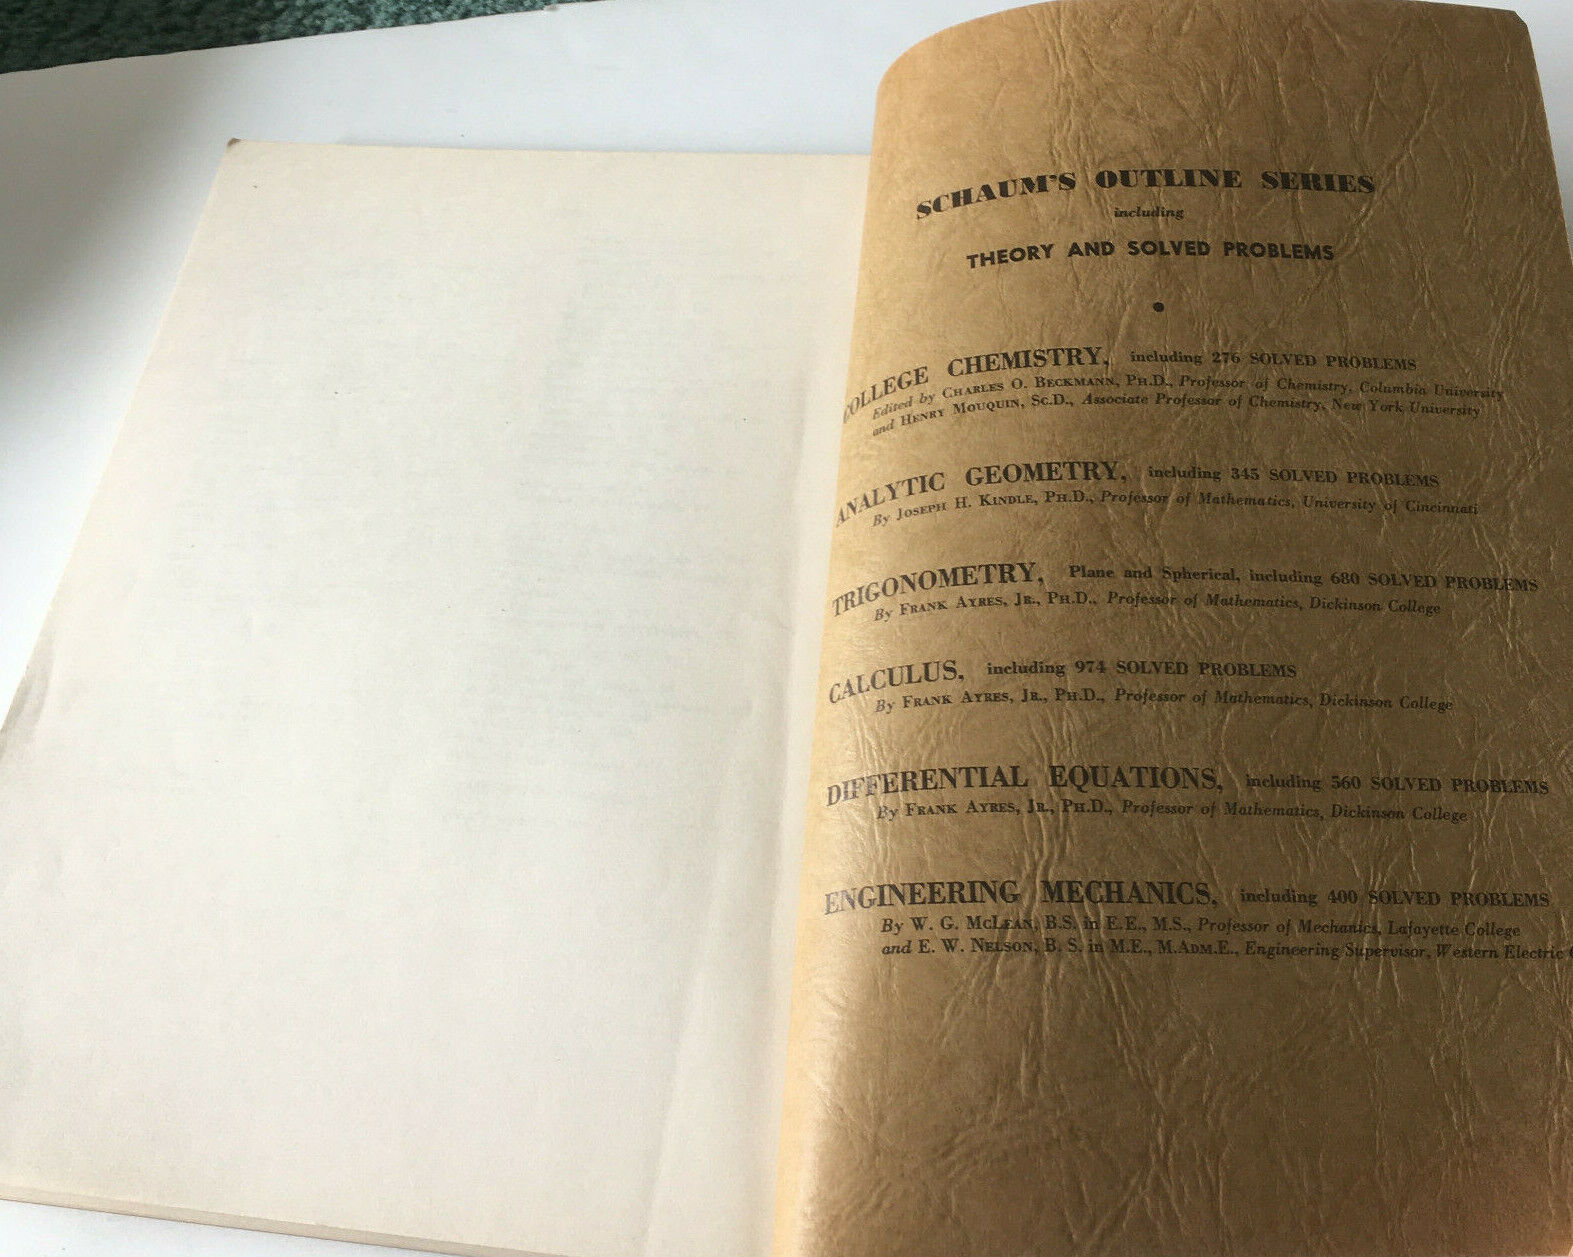 SCHAUM'S OUTLINE SERIES
including
THEORY AND SOLVED PROBLEMS
•
COLLEGE CHEMISTRY, including 276 SOLVED PROBLEMS
Edited by CHARLES O. BECKMANN, PH.D., Professor of Chemistry, Columbia University
and HENRY MOUQUIN, SC.D., Associate Professor of Chemistry, New York University
ANALYTIC GEOMETRY, including 345 SOLVED PROBLEMS
By JOSEPH H. KINDLE, PH.D., Professor of Mathematics, University of Cincinnati
TRIGONOMETRY, Plane and Spherical, including 680 SOLVED PROBLEMS
By FRANK AYRES, JR., PH.D., Professor of Mathematics, Dickinson College
CALCULUS, including 974 SOLVED PROBLEMS
By FRANK AYRES, JR., PH.D., Professor of Mathematics, Dickinson College
DIFFERENTIAL EQUATIONS, including 560 SOLVED PROBLEMS
By FRANK AYRES, JR., PH.D., Professor of Mathematics, Dickinson College
ENGINEERING MECHANICS, including 400 SOLVED PROBLEMS
By W. G. MCLEAN, B.S. in E.E., M.S., Professor of Mechanics, Lafayette College
and E. W. NELSON, B. S. in M.E., M.ADM.E., Engineering Supervisor, Western Electric